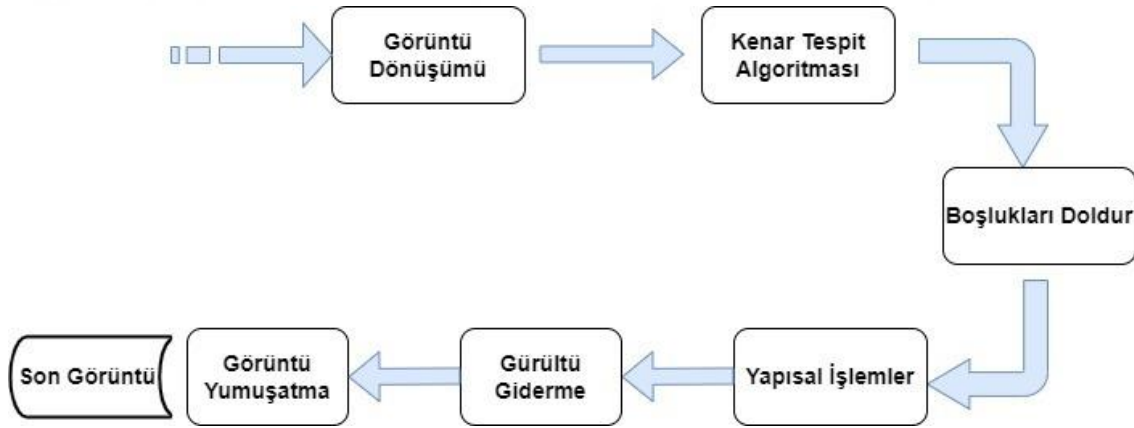 Görüntü
Dönüşümü
Kenar Tespit
Algoritması
Boşlukları Doldur
Yapısal İşlemler
Gürültü
Giderme
Görüntü
Yumuşatma
Son Görüntü